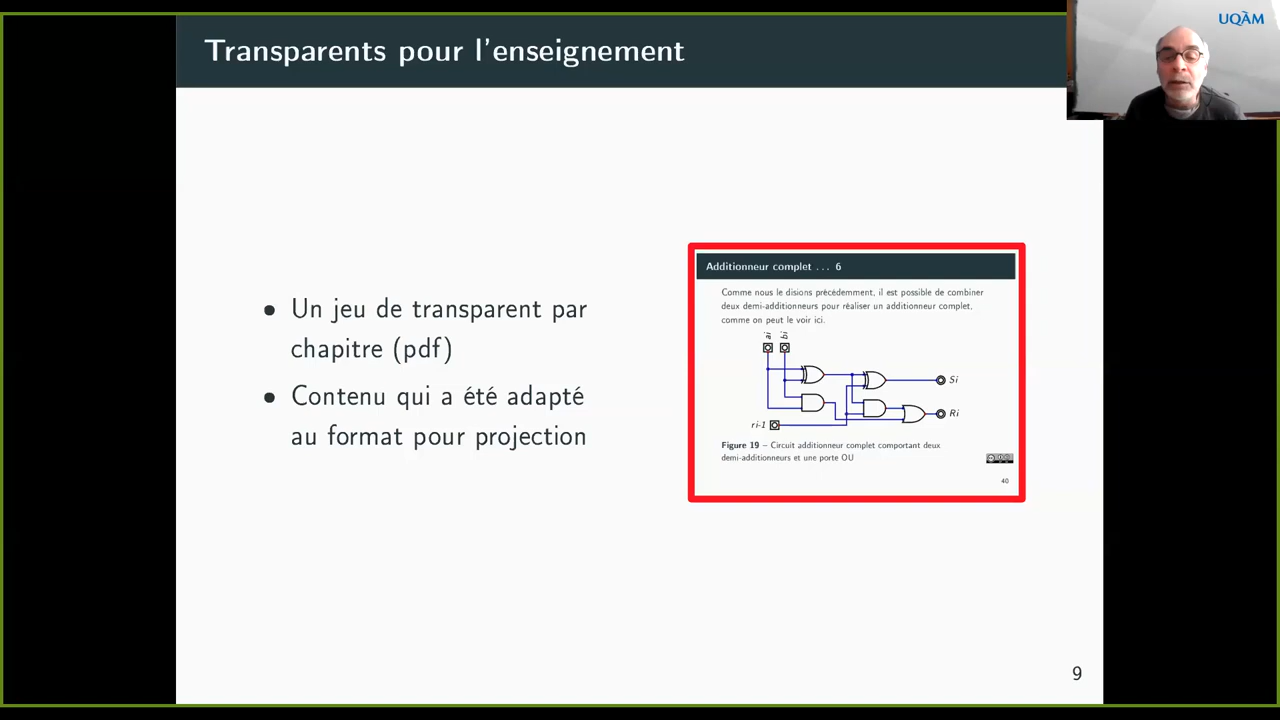 UQÀM
Transparents pour l'enseignement
• Un jeu de transparent par
chapitre (pdf)
• Contenu qui a été adapté
au format pour projection
Additionneur complet . . . 6
Comme nous le disions précédemment, il est possible de combiner
deux demi-additionneurs pour réaliser un additionneur complet,
comme on peut le voir ici.
ai bi
Si
Ri
ri-1
Figure 19 – Circuit additionneur complet comportant deux
demi-additionneurs et une porte OU
40
9